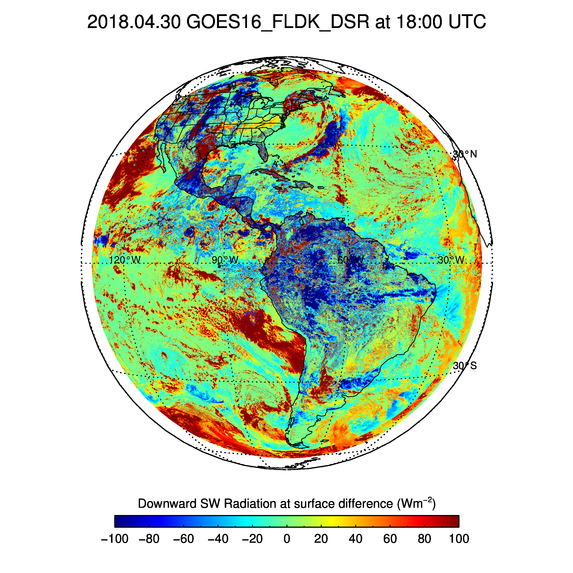 2018.04.30 GOES16_FLDK_DSR at 18:00 UTC
30°N
120°W 90°W 60°W 30°W
30°S
Downward SW Radiation at surface difference (Wm⁻²)
−100 −80 −60 −40 −20 0 20 40 60 80 100